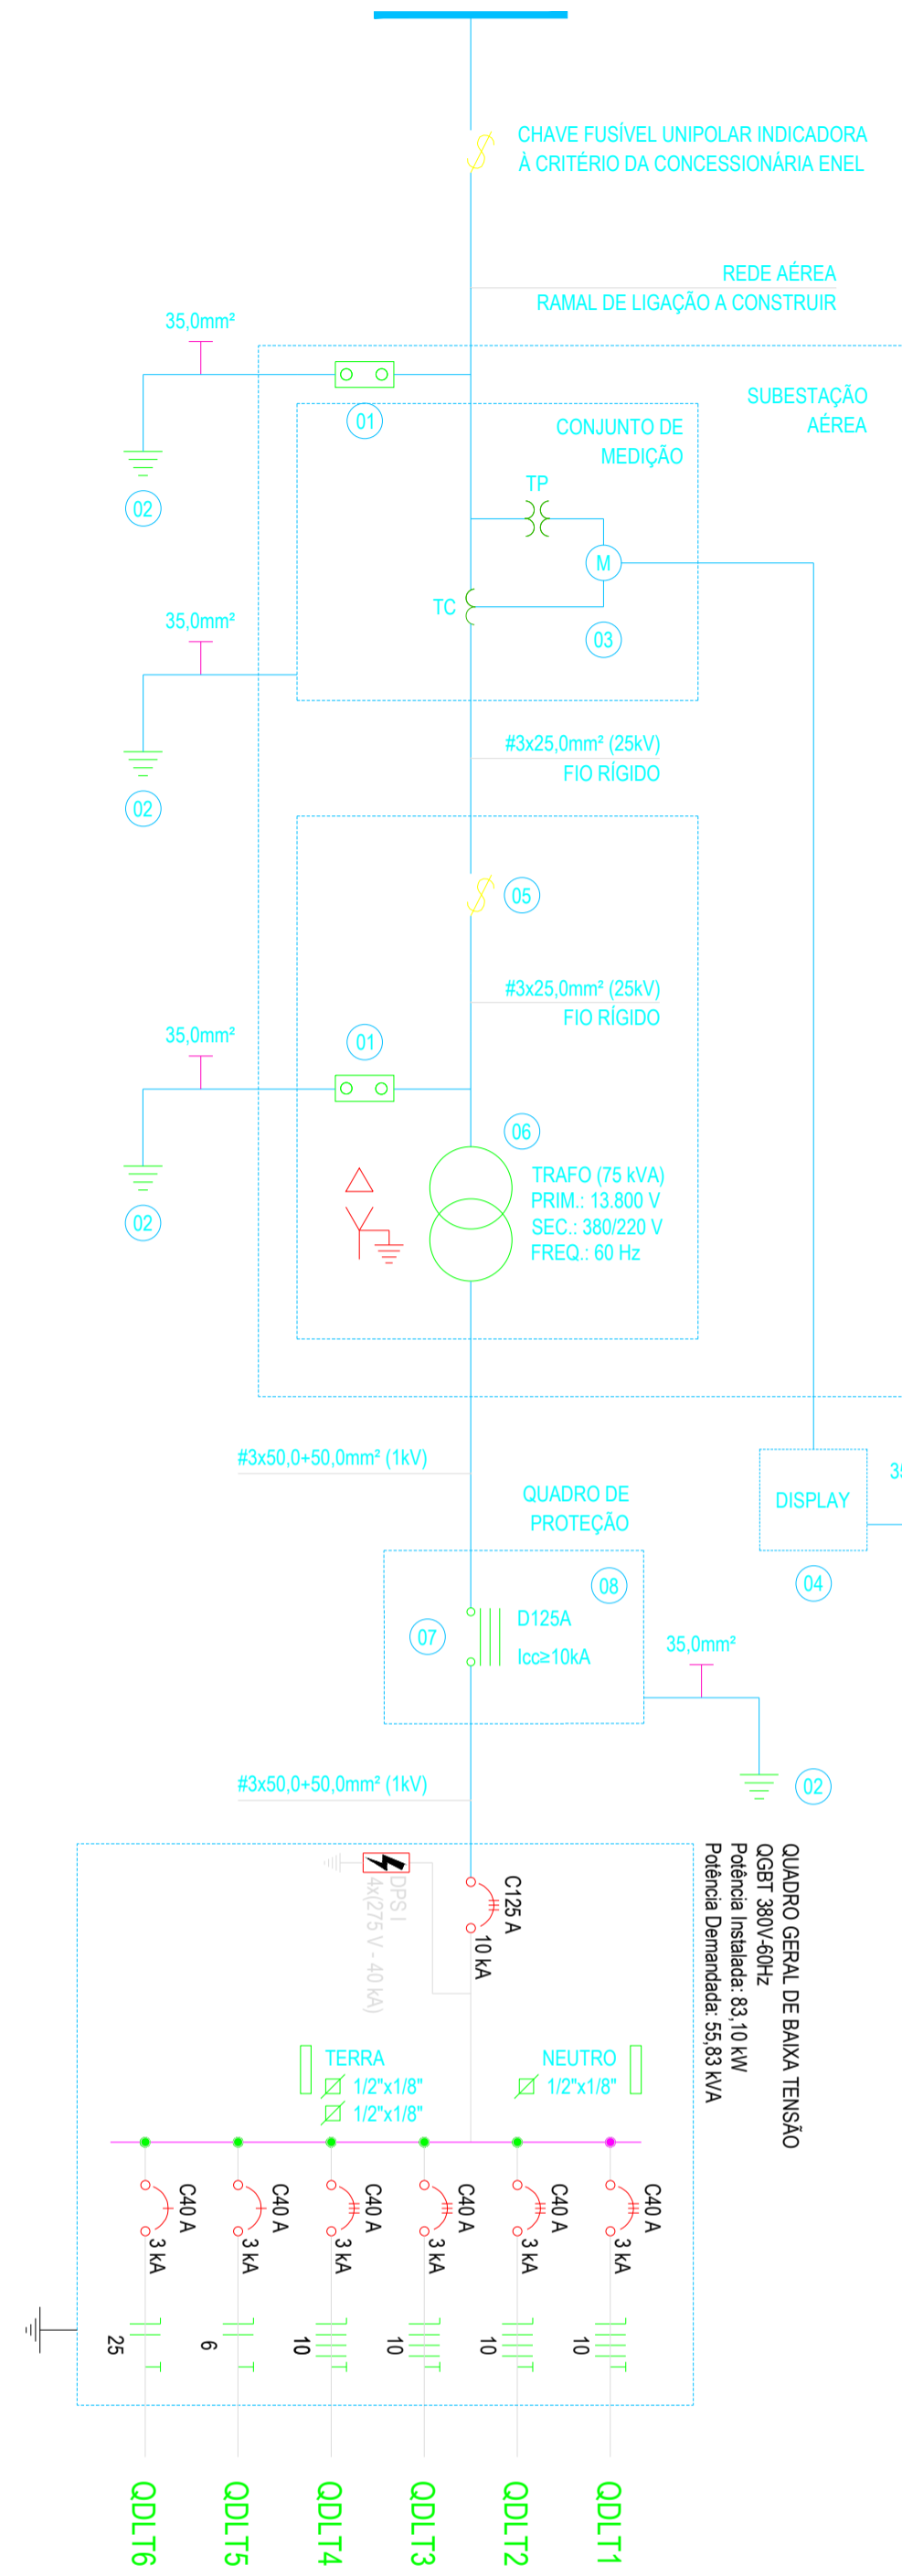 CHAVE FUSÍVEL UNIPOLAR INDICADORA
À CRITÉRIO DA CONCESSIONÁRIA ENEL
REDE AÉREA
RAMAL DE LIGAÇÃO A CONSTRUIR
35,0mm²
SUBESTAÇÃO
AÉREA
01
CONJUNTO DE
MEDIÇÃO
TP
02
M
TC
35,0mm²
03
#3x25,0mm² (25kV)
FIO RÍGIDO
02
05
#3x25,0mm² (25kV)
FIO RÍGIDO
35,0mm²
01
06
TRAFO (75 kVA)
PRIM.: 13.800 V
SEC.: 380/220 V
FREQ.: 60 Hz
02
#3x50,0+50,0mm² (1kV)
QUADRO DE
PROTEÇÃO
35
DISPLAY
04
08
07
D125A
Icc≥10kA
35,0mm²
02
#3x50,0+50,0mm² (1kV)
QUADRO GERAL DE BAIXA TENSÃO
QGBT 380V-60Hz
Potência Instalada: 83,10 kW
Potência Demandada: 55,83 kVA
DPS I
4x(275 V - 40 kA)
C125 A
10 kA
TERRA
1/2"x1/8"
1/2"x1/8"
NEUTRO
1/2"x1/8"
C40 A
3 kA
10
QDLT1
C40 A
3 kA
10
QDLT2
C40 A
3 kA
10
QDLT3
C40 A
3 kA
10
QDLT4
C40 A
3 kA
6
QDLT5
C40 A
3 kA
25
QDLT6